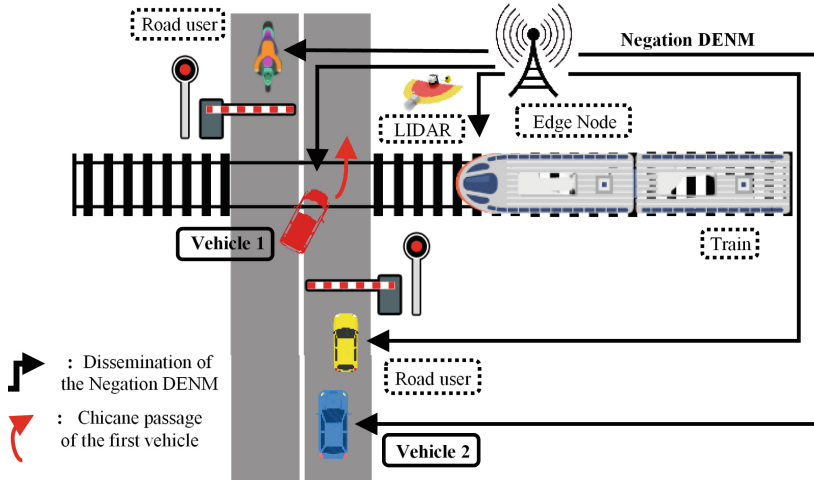 Road user
Negation DENM
LIDAR
Edge Node
Vehicle 1
Train
: Dissemination of
the Negation DENM
Road user
: Chicane passage
of the first vehicle
Vehicle 2